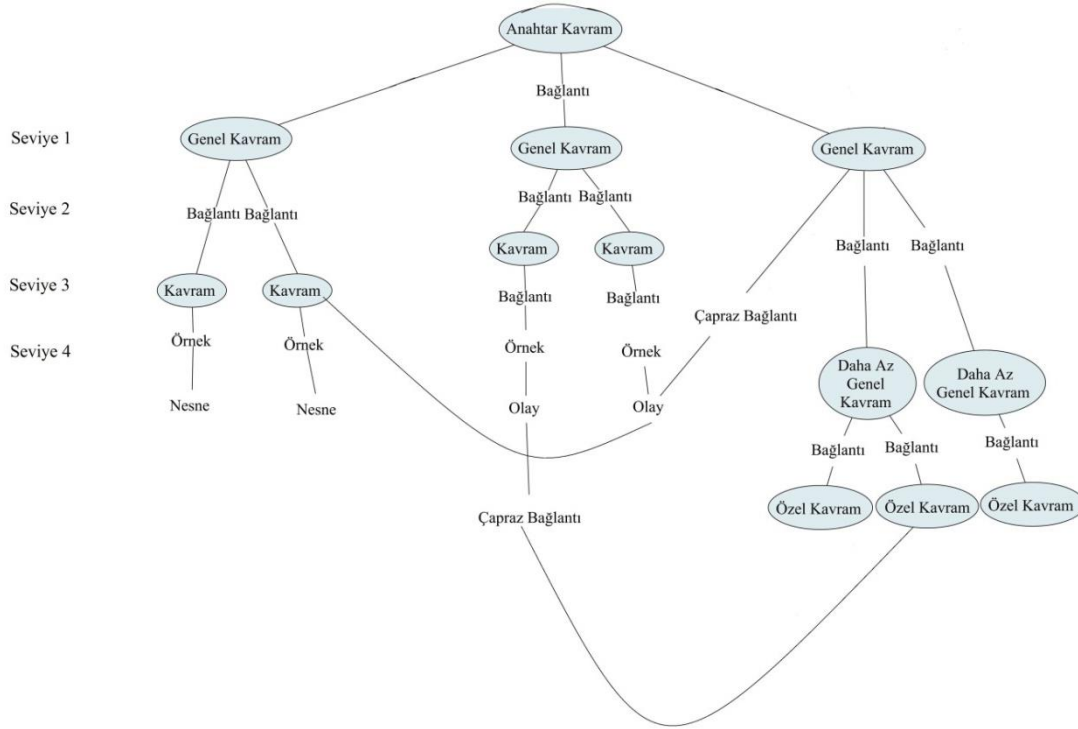 Anahtar Kavram
Bağlantı
Seviye 1
Genel Kavram
Genel Kavram
Genel Kavram
Seviye 2
Bağlantı
Bağlantı
Bağlantı
Bağlantı
Bağlantı
Bağlantı
Kavram
Kavram
Seviye 3
Kavram
Kavram
Bağlantı
Bağlantı
Çapraz Bağlantı
Seviye 4
Örnek
Örnek
Örnek
Örnek
Daha Az
Genel
Kavram
Daha Az
Genel Kavram
Nesne
Nesne
Olay
Olay
Bağlantı
Bağlantı
Bağlantı
Özel Kavram
Özel Kavram
Özel Kavram
Çapraz Bağlantı